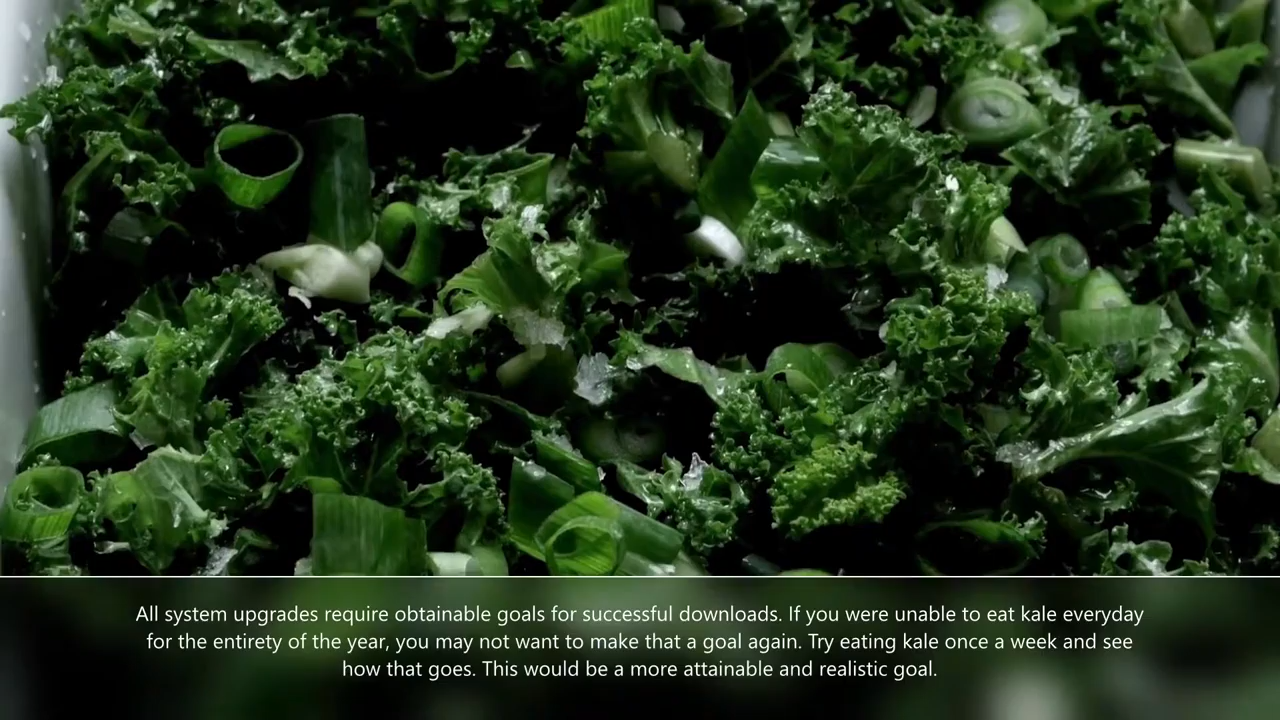 All system upgrades require obtainable goals for successful downloads. If you were unable to eat kale everyday
for the entirety of the year, you may not want to make that a goal again. Try eating kale once a week and see
how that goes. This would be a more attainable and realistic goal.